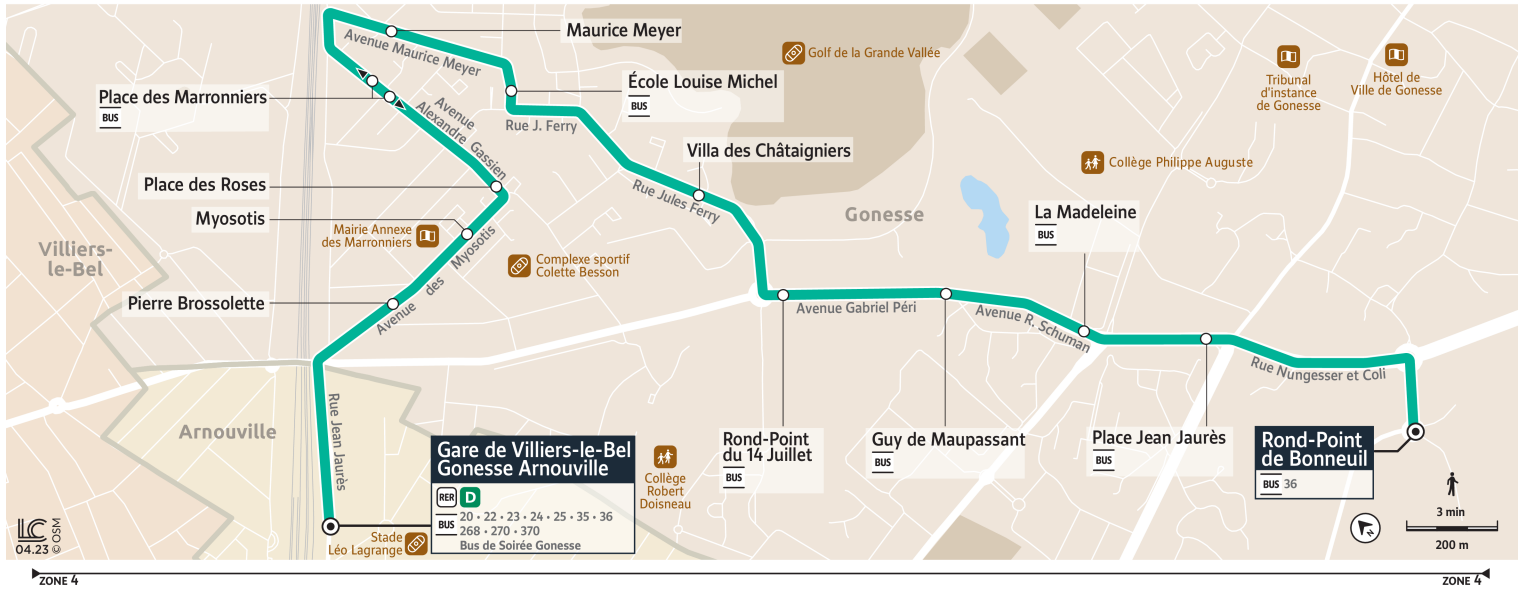 Maurice Meyer
Avenue Maurice Meyer
École Louise Michel
BUS
Golf de la Grande Vallée
Tribunal
d'instance
de Gonesse
Hôtel de
Ville de Gonesse
Place des Marronniers
BUS
Avenue
Alexandre Gassien
Rue J. Ferry
Villa des Châtaigniers
Rue Jules Ferry
Collège Philippe Auguste
Place des Roses
Myosotis
Mairie Annexe
des Marronniers
Gonesse
La Madeleine
BUS
Villiers-
le-Bel
Complexe sportif
Colette Besson
Pierre Brossolette
Avenue des Myosotis
Avenue Gabriel Péri
Avenue R. Schuman
Rue Nungesser et Coli
Arnouville
Rue Jean Jaurès
Gare de Villiers-le-Bel
Gonesse Arnouville
RER D
BUS
20 • 22 • 23 • 24 • 25 • 35 • 36
268 • 270 • 370
Bus de Soirée Gonesse
Collège
Robert
Doisneau
Rond-Point
du 14 Juillet
BUS
Guy de Maupassant
BUS
Place Jean Jaurès
BUS
Rond-Point
de Bonneuil
BUS 36
Stade
Léo Lagrange
LC
04.23
© OSM
N
3 min
200 m
ZONE 4
ZONE 4